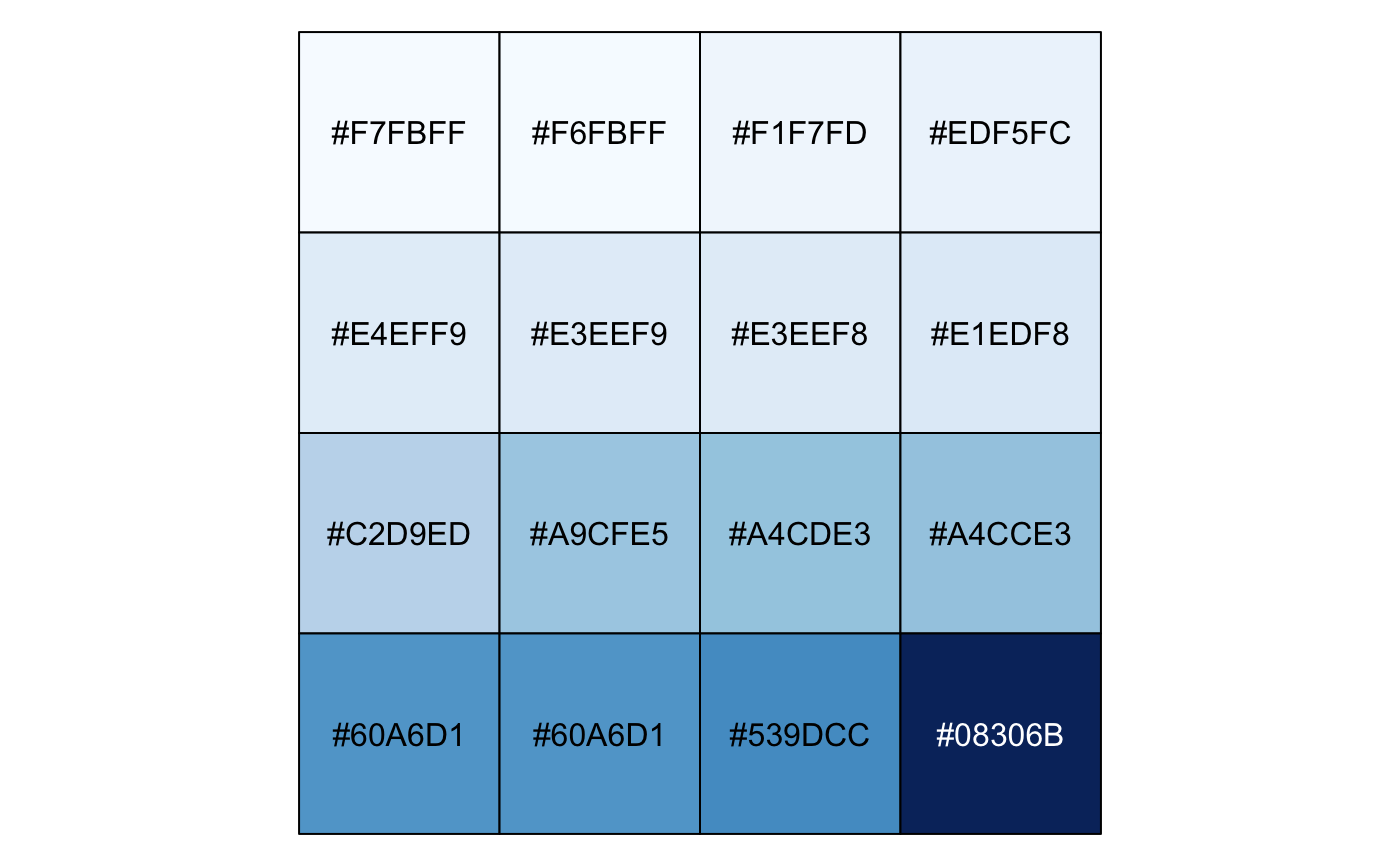 #F7FBFF #F6FBFF #F1F7FD #EDF5FC
#E4EFF9 #E3EEF9 #E3EEF8 #E1EDF8
#C2D9ED #A9CFE5 #A4CDE3 #A4CCE3
#60A6D1 #60A6D1 #539DCC #08306B